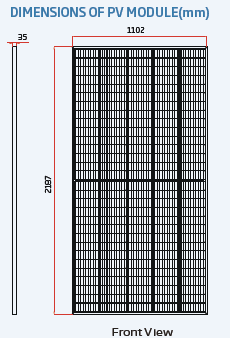 DIMENSIONS OF PV MODULE(mm)
35
1102
2187
Front View